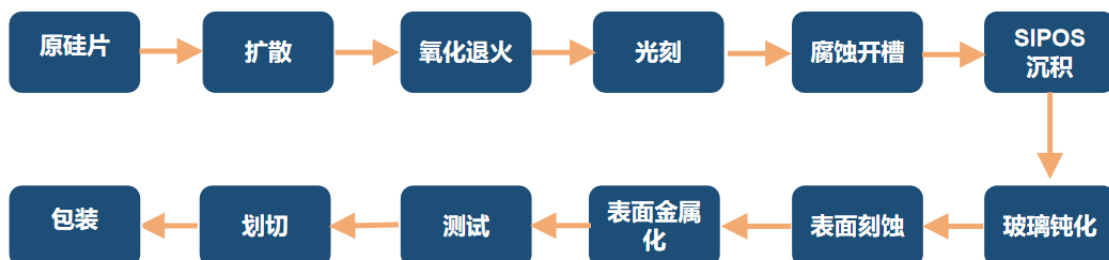 原硅片
扩散
氧化退火
光刻
腐蚀开槽
SIPOS
沉积
玻璃钝化
表面刻蚀
表面金属
化
测试
划切
包装